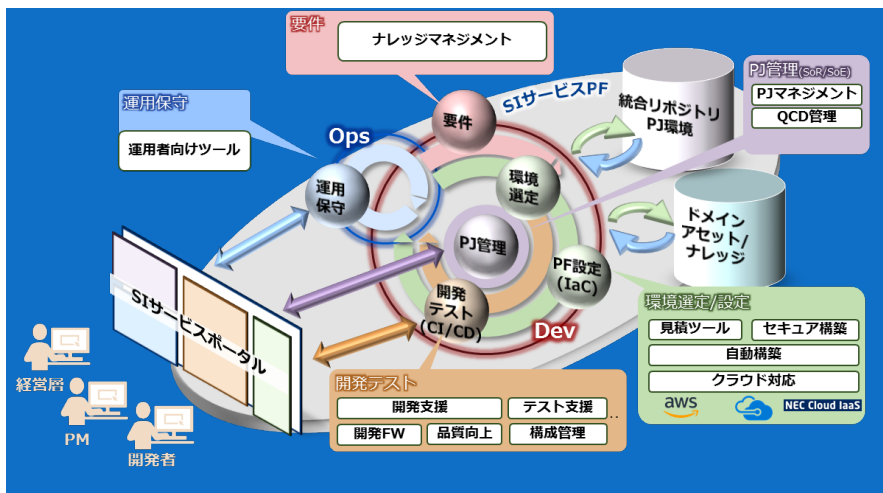 要件
ナレッジマネジメント
運用保守
運用者向けツール
Ops
要件
SIサービスPF
統合リポジトリ
PJ環境
PJ管理(SoR/SoE)
PJマネジメント
QCD管理
運用
保守
環境
選定
PJ管理
PF設定
(IaC)
開発
テスト
(CI/CD)
Dev
ドメイン
アセット/
ナレッジ
SIサービスポータル
経営層
PM
開発者
開発テスト
開発支援
テスト支援
開発FW
品質向上
構成管理
..
環境選定/設定
見積ツール
セキュア構築
自動構築
クラウド対応
aws
NEC Cloud IaaS